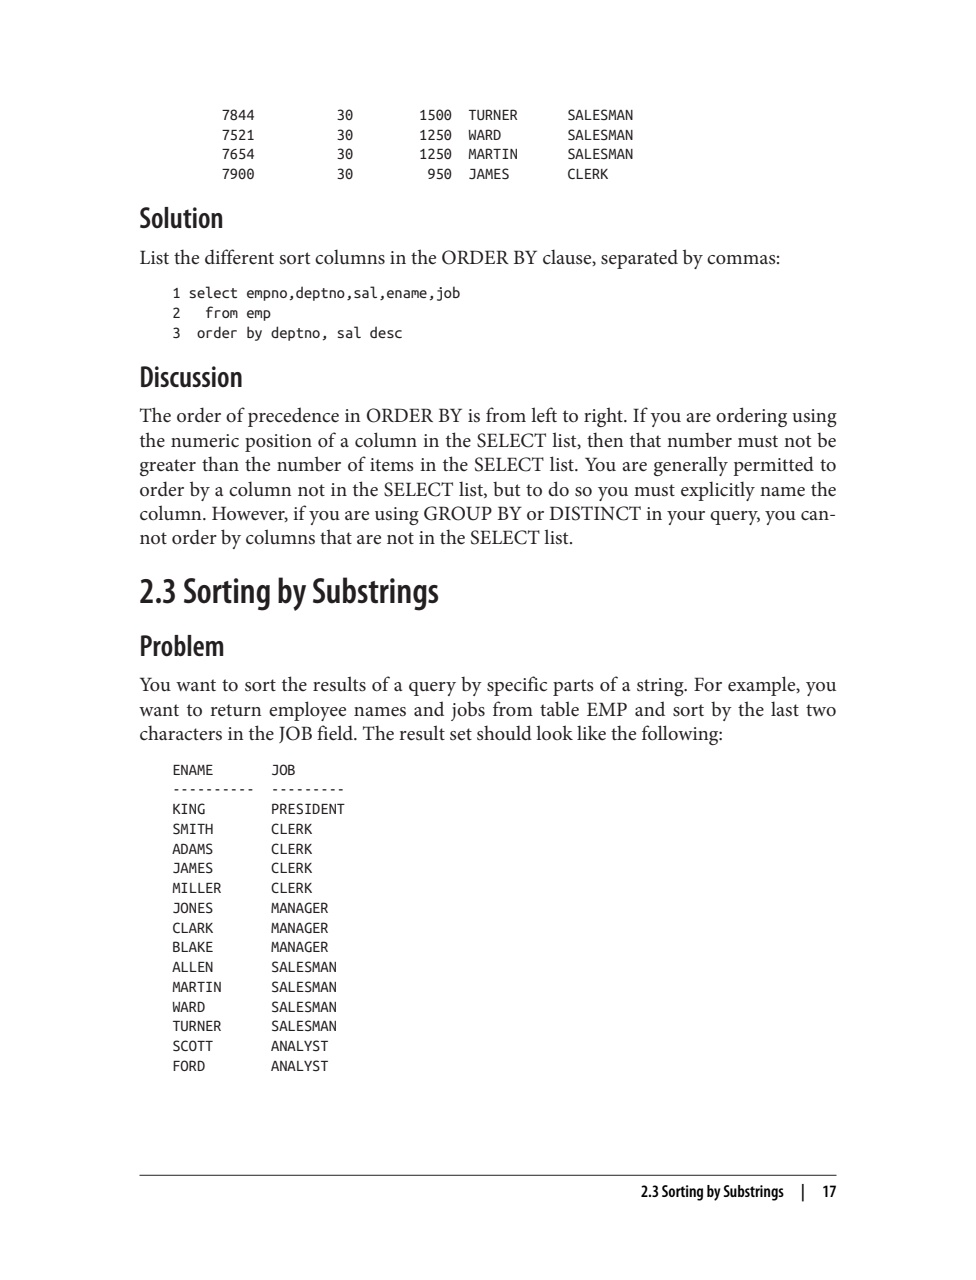 7844          30        1500  TURNER      SALESMAN
7521          30        1250  WARD        SALESMAN
7654          30        1250  MARTIN      SALESMAN
7900          30         950  JAMES       CLERK
Solution
List the different sort columns in the ORDER BY clause, separated by commas:
1 select empno,deptno,sal,ename,job
2   from emp
3  order by deptno, sal desc
Discussion
The order of precedence in ORDER BY is from left to right. If you are ordering using
the numeric position of a column in the SELECT list, then that number must not be
greater than the number of items in the SELECT list. You are generally permitted to
order by a column not in the SELECT list, but to do so you must explicitly name the
column. However, if you are using GROUP BY or DISTINCT in your query, you can-
not order by columns that are not in the SELECT list.
2.3 Sorting by Substrings
Problem
You want to sort the results of a query by specific parts of a string. For example, you
want to return employee names and jobs from table EMP and sort by the last two
characters in the JOB field. The result set should look like the following:
ENAME       JOB
----------  ---------
KING        PRESIDENT
SMITH       CLERK
ADAMS       CLERK
JAMES       CLERK
MILLER      CLERK
JONES       MANAGER
CLARK       MANAGER
BLAKE       MANAGER
ALLEN       SALESMAN
MARTIN      SALESMAN
WARD        SALESMAN
TURNER      SALESMAN
SCOTT       ANALYST
FORD        ANALYST
2.3 Sorting by Substrings | 17